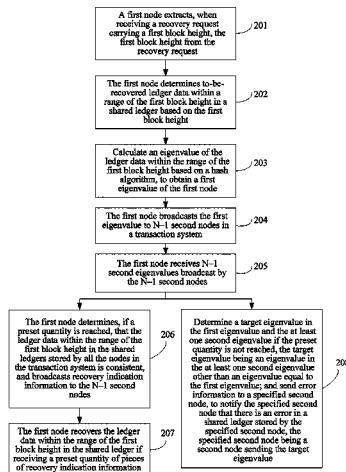 A first node extracts, when
receiving a recovery request
carrying a first block height, the
first block height from the
recovery request
201
The first node determines to-be-
recovered ledger data within a
range of the first block height in a
shared ledger based on the first
block height
202
Calculate an eigenvalue of the
ledger data within the range of the
first block height based on a hash
algorithm, to obtain a first
eigenvalue of the first node
203
The first node broadcasts the first
eigenvalue to N–1 second nodes in
a transaction system
204
The first node receives N–1
second eigenvalues broadcast by
the N–1 second nodes
205
The first node determines, if a
preset quantity is reached, that the
ledger data within the range of the
first block height in the shared
ledgers stored by all the nodes in
the transaction system is consistent,
and broadcasts recovery indication
information to the N–1 second
nodes
206
The first node recovers the ledger
data within the range of the first
block height in the shared ledger if
receiving a preset quantity of pieces
of recovery indication information
207
Determine a target eigenvalue in
the first eigenvalue and the at least
one second eigenvalue if the preset
quantity is not reached, the target
eigenvalue being an eigenvalue in
the at least one second eigenvalue
other than an eigenvalue equal to
the first eigenvalue; and send error
information to a specified second
node, to notify the specified second
node that there is an error in a
shared ledger stored by the
specified second node, the
specified second node being a
second node sending the target
eigenvalue